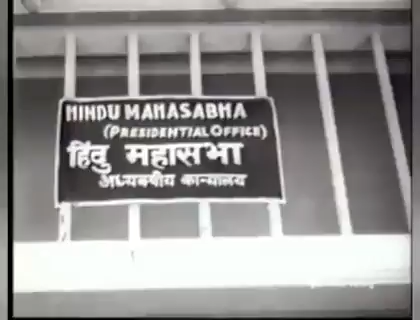 HINDU MAHASABHA
(PRESIDENTIAL OFFICE)
हिंदु महासभा
अध्यक्षीय कार्यालय